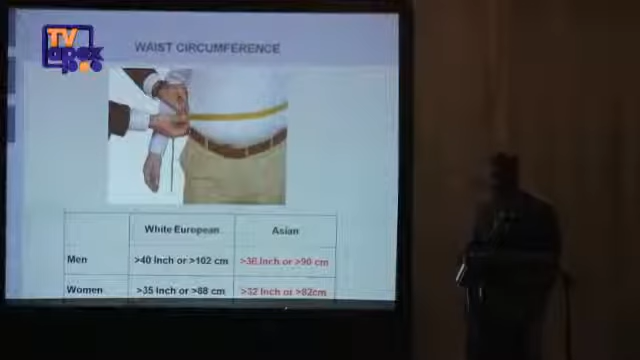 TV
apex
WAIST CIRCUMFERENCE
White European Asian
Men >40 Inch or >102 cm >36 Inch or >90 cm
Women >35 Inch or >88 cm >32 Inch or >82cm